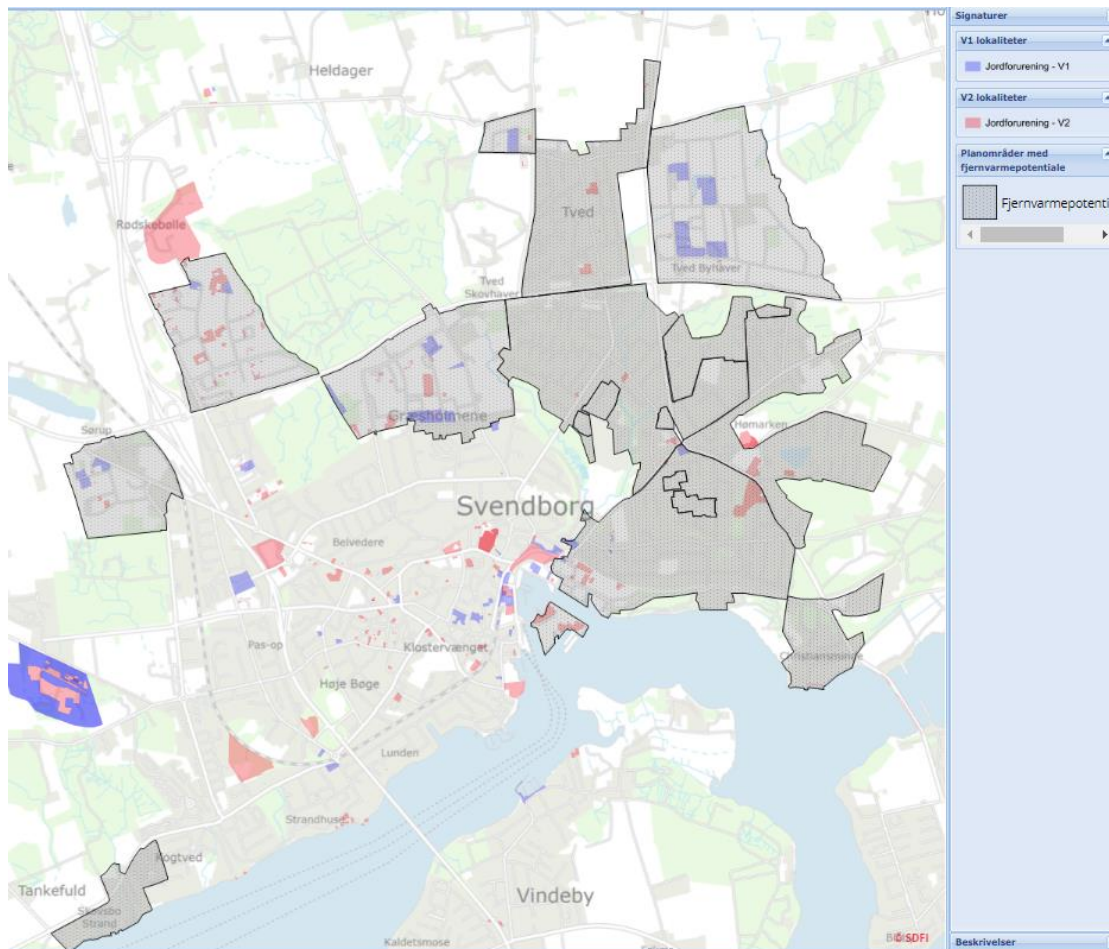 Signaturer
V1 lokaliteter
Jordforurening - V1
V2 lokaliteter
Jordforurening - V2
Planområder med
fjernvarmepotentiale
Fjernvarmepotenti
Beskrivelser
Heldager
Rødskebølle
Tved
Tved
Skovhaver
Tved Byhaver
Græsholmene
Sørup
Hømarken
Svendborg
Belvedere
Pas-op
Klostervænget
Høje Bøge
Christiansminde
Lunden
Strandhuse
Kogtved
Tankefuld
Skovsbo
Strand
Vindeby
Kaldetsmose
© SDFI